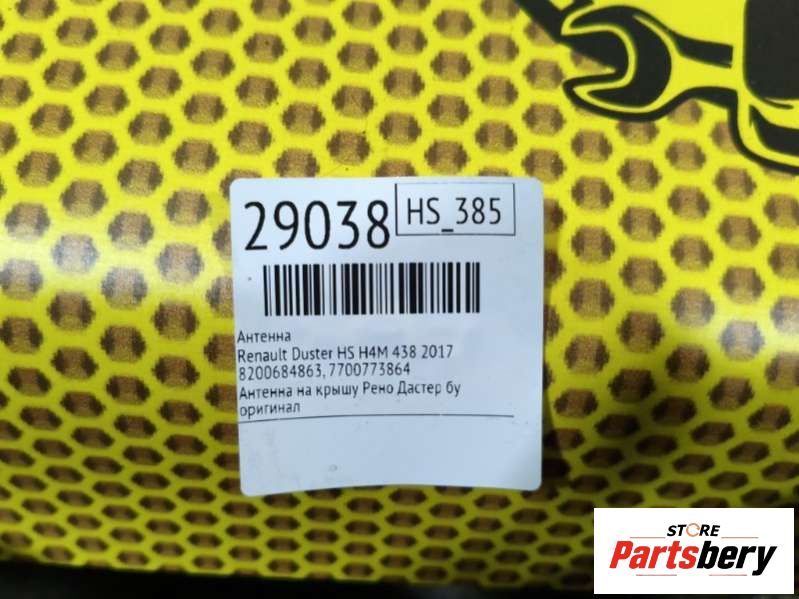 29038
HS_385
Антенна
Renault Duster HS H4M 438 2017
8200684863, 7700773864
Антенна на крышу Рено Дастер бу
оригинал
STORE
Partsbery